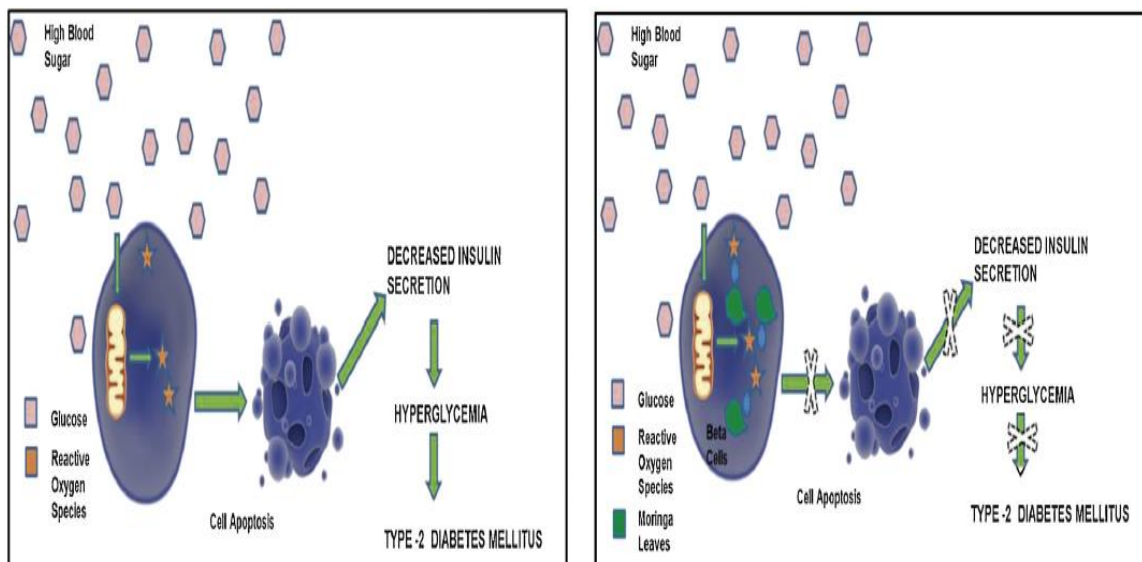 High Blood
Sugar
DECREASED INSULIN
SECRETION
HYPERGLYCEMIA
TYPE -2 DIABETES MELLITUS
Glucose
Reactive
Oxygen
Species
Cell Apoptosis
High Blood
Sugar
DECREASED INSULIN
SECRETION
HYPERGLYCEMIA
TYPE -2 DIABETES MELLITUS
Beta
Cells
Glucose
Reactive
Oxygen
Species
Moringa
Leaves
Cell Apoptosis